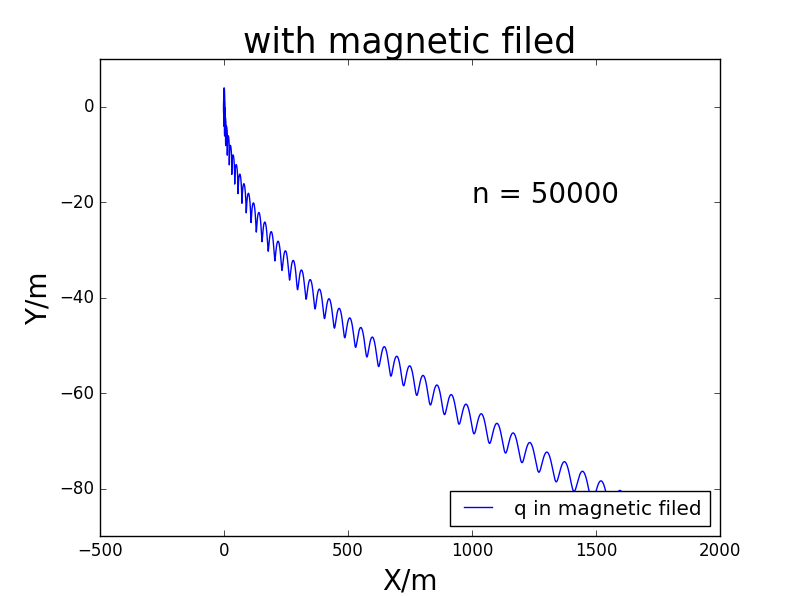 with magnetic filed
0
−20
−40
−60
−80
Y/m
n = 50000
q in magnetic filed
−500
0
500
1000
1500
2000
X/m